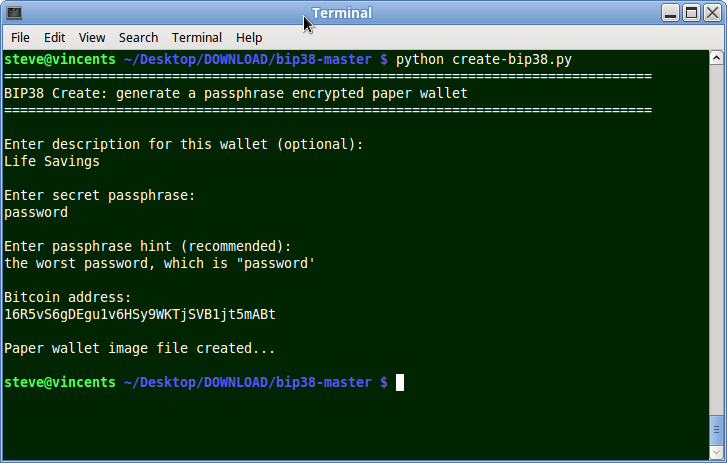 Terminal
File Edit View Search Terminal Help
steve@vincents ~/Desktop/DOWNLOAD/bip38-master $ python create-bip38.py
=================================================================================
BIP38 Create: generate a passphrase encrypted paper wallet
=================================================================================
Enter description for this wallet (optional):
Life Savings
Enter secret passphrase:
password
Enter passphrase hint (recommended):
the worst password, which is "password'
Bitcoin address:
16R5vS6gDEgu1v6HSy9WKTjSVB1jt5mABt
Paper wallet image file created...
steve@vincents ~/Desktop/DOWNLOAD/bip38-master $